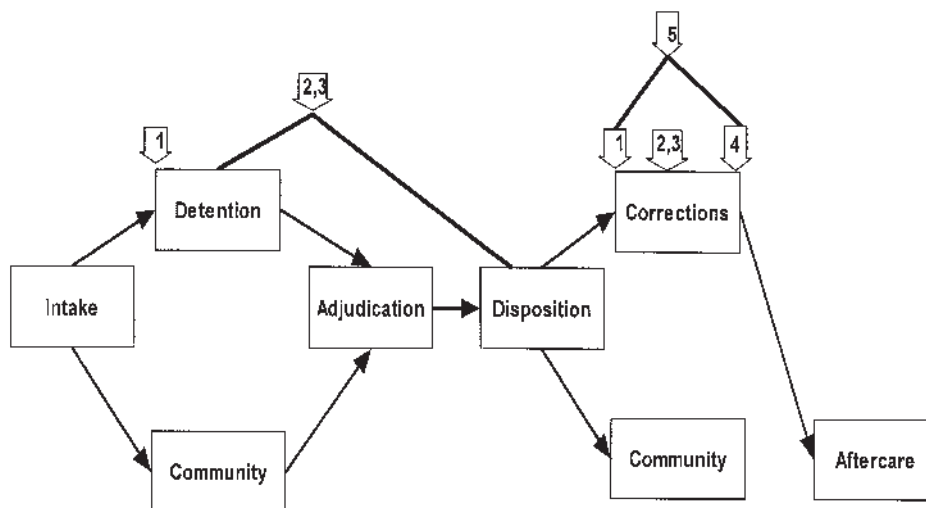 5
2,3
1
1
2,3
4
Detention
Corrections
Intake
Adjudication
Disposition
Community
Community
Aftercare